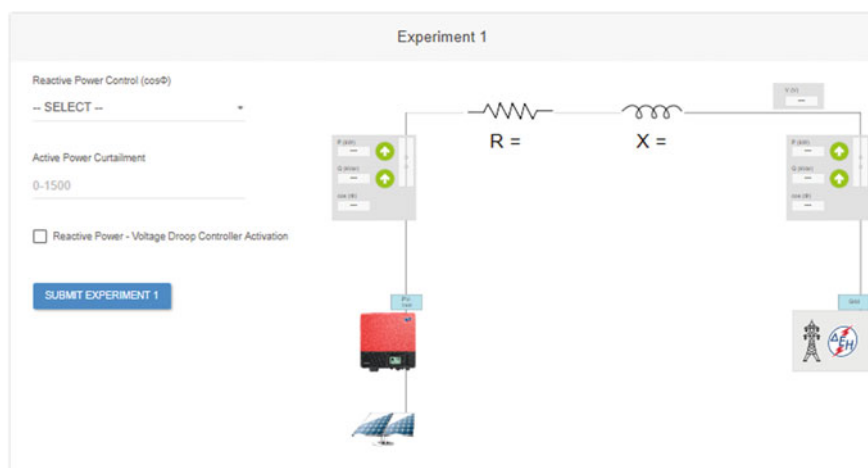 Experiment 1
Reactive Power Control (cosΦ)
-- SELECT --
Active Power Curtailment
0-1500
Reactive Power - Voltage Droop Controller Activation
SUBMIT EXPERIMENT 1
R =
X =
V (V)
--
P (kW)
--
Q (kVar)
--
cos (Φ)
--
P (kW)
--
Q (kVar)
--
cos (Φ)
--
PV
Grid
ΔEH